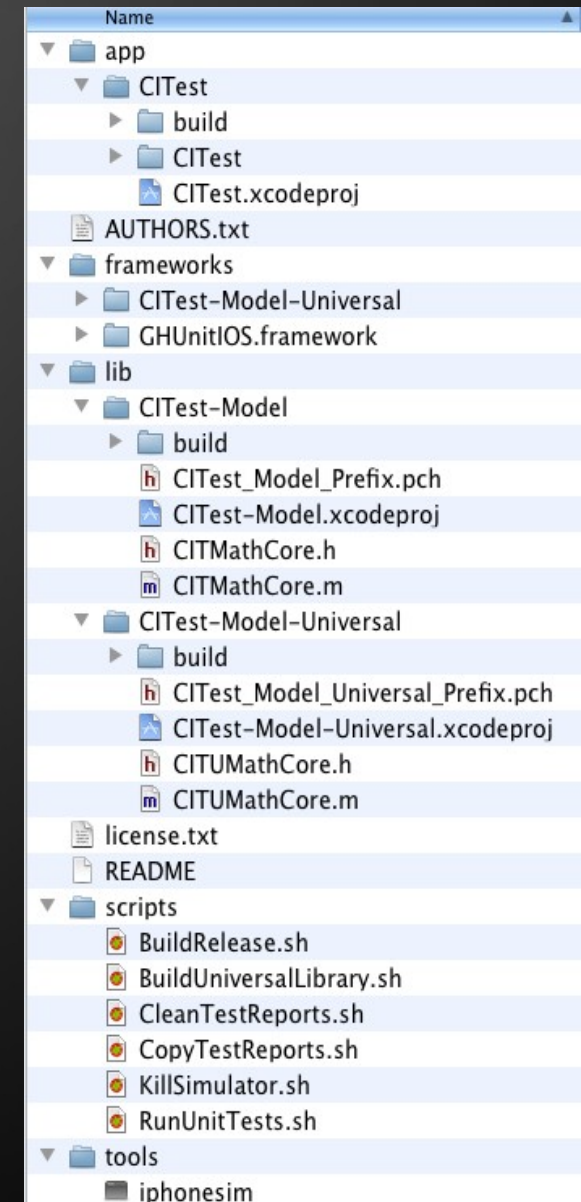 Name
app
CITest
build
CITest
CITest.xcodeproj
AUTHORS.txt
frameworks
CITest-Model-Universal
GHUnitIOS.framework
lib
CITest-Model
build
h CITest_Model_Prefix.pch
CITest-Model.xcodeproj
h CITMathCore.h
m CITMathCore.m
CITest-Model-Universal
build
h CITest_Model_Universal_Prefix.pch
CITest-Model-Universal.xcodeproj
h CITUMathCore.h
m CITUMathCore.m
license.txt
README
scripts
BuildRelease.sh
BuildUniversalLibrary.sh
CleanTestReports.sh
CopyTestReports.sh
KillSimulator.sh
RunUnitTests.sh
tools
iphonesim